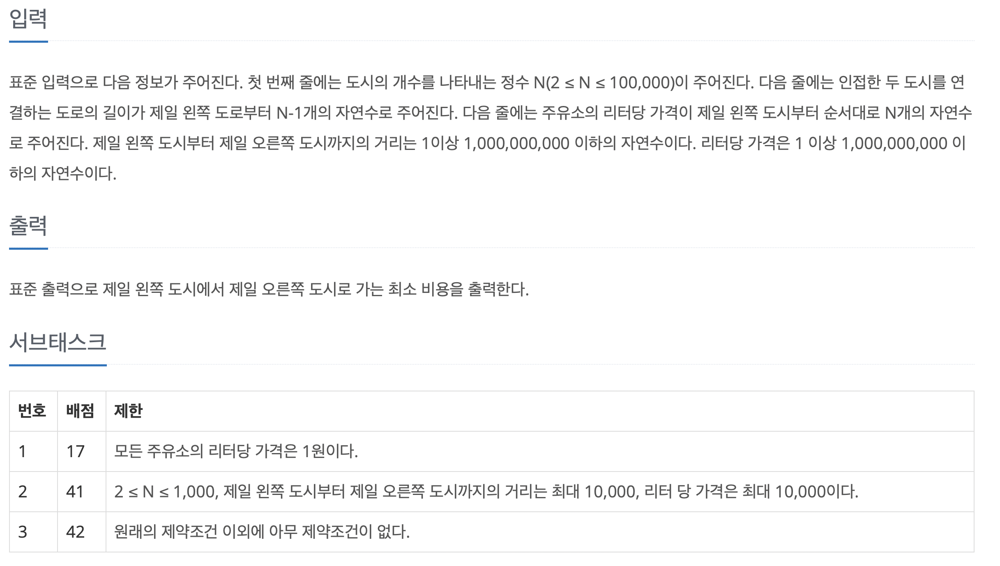 입력
표준 입력으로 다음 정보가 주어진다. 첫 번째 줄에는 도시의 개수를 나타내는 정수 N(2 ≤ N ≤ 100,000)이 주어진다. 다음 줄에는 인접한 두 도시를 연
결하는 도로의 길이가 제일 왼쪽 도로부터 N-1개의 자연수로 주어진다. 다음 줄에는 주유소의 리터당 가격이 제일 왼쪽 도시부터 순서대로 N개의 자연수
로 주어진다. 제일 왼쪽 도시부터 제일 오른쪽 도시까지의 거리는 1이상 1,000,000,000 이하의 자연수이다. 리터당 가격은 1 이상 1,000,000,000 이
하의 자연수이다.
출력
표준 출력으로 제일 왼쪽 도시에서 제일 오른쪽 도시로 가는 최소 비용을 출력한다.
서브태스크
번호 배점 제한
1 17 모든 주유소의 리터당 가격은 1원이다.
2 41 2 ≤ N ≤ 1,000, 제일 왼쪽 도시부터 제일 오른쪽 도시까지의 거리는 최대 10,000, 리터 당 가격은 최대 10,000이다.
3 42 원래의 제약조건 이외에 아무 제약조건이 없다.